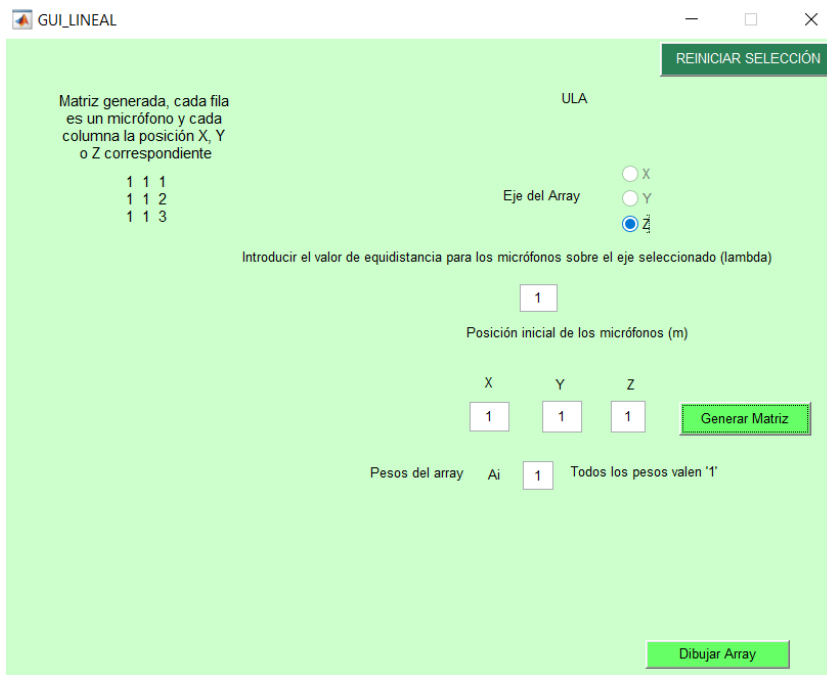 GUI_LINEAL
REINICIAR SELECCIÓN
Matriz generada, cada fila
es un micrófono y cada
columna la posición X, Y
o Z correspondiente
1 1 1
1 1 2
1 1 3
ULA
Eje del Array
X
Y
Z
Introducir el valor de equidistancia para los micrófonos sobre el eje seleccionado (lambda)
1
Posición inicial de los micrófonos (m)
X Y Z
1 1 1 Generar Matriz
Pesos del array Ai 1 Todos los pesos valen '1'
Dibujar Array